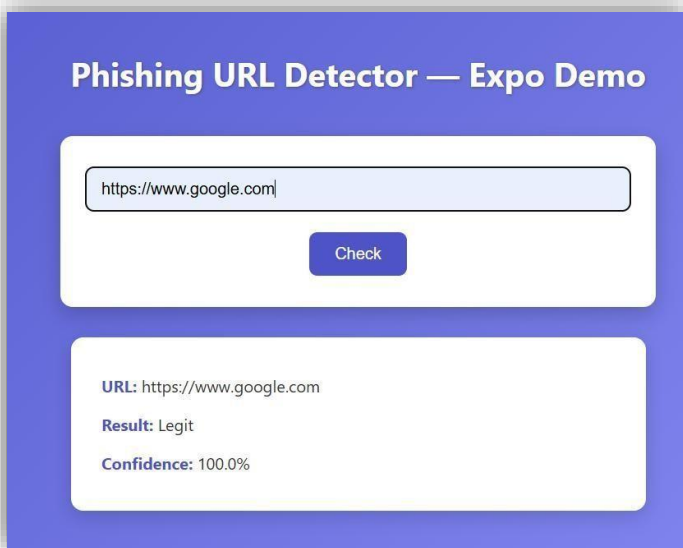 Phishing URL Detector — Expo Demo
https://www.google.com
Check
URL: https://www.google.com
Result: Legit
Confidence: 100.0%